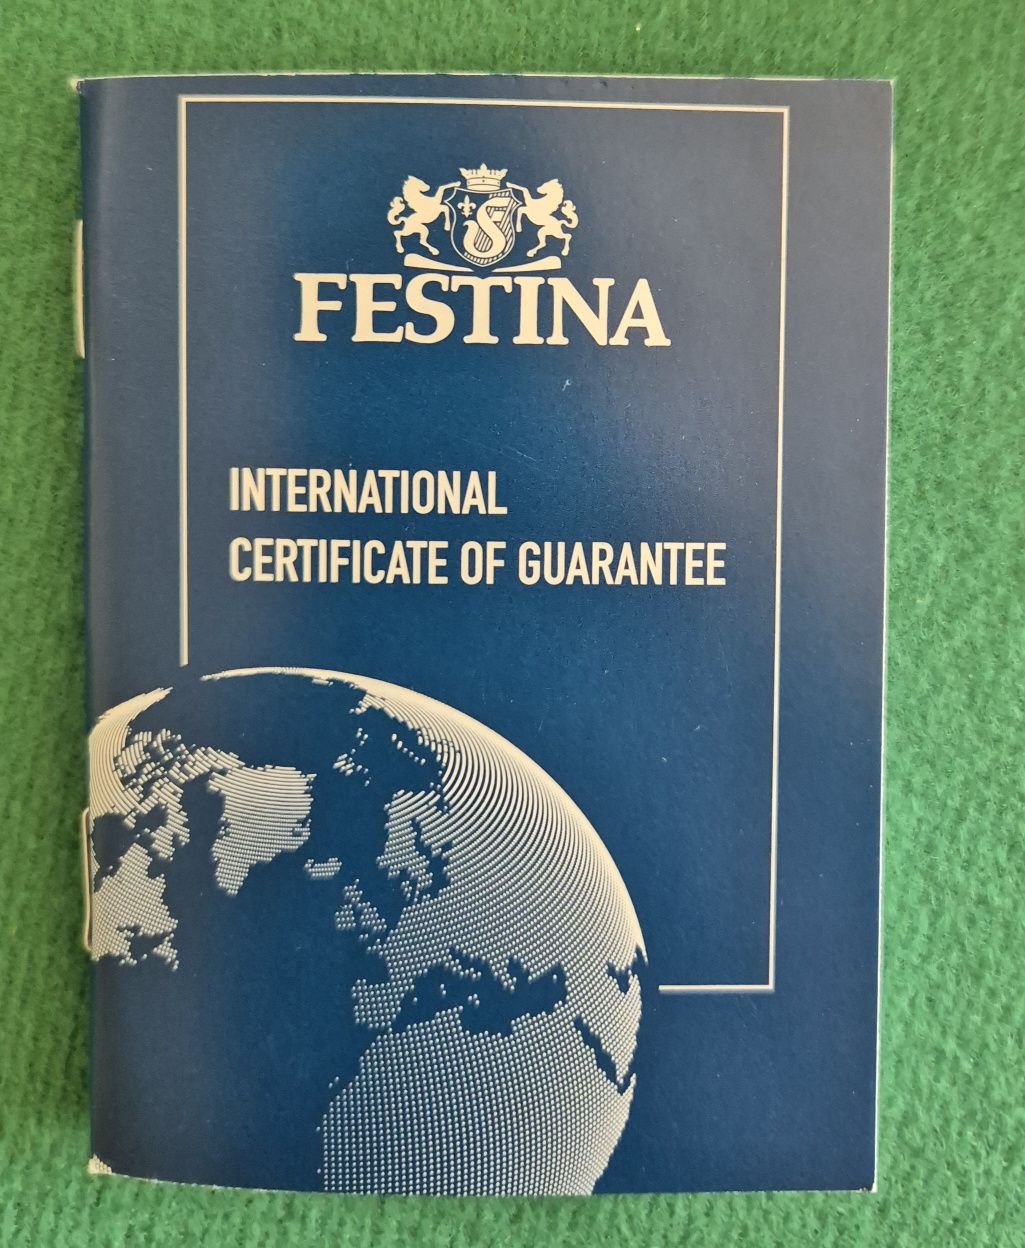 FESTINA
INTERNATIONAL
CERTIFICATE OF GUARANTEE